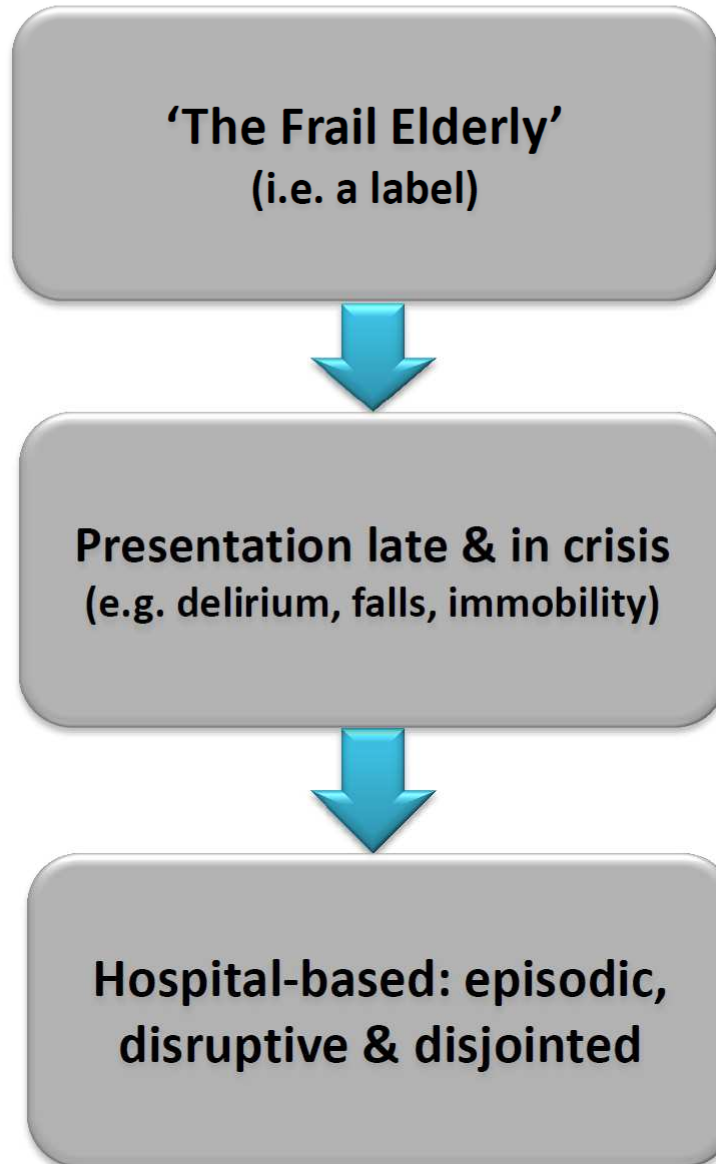 ‘The Frail Elderly’
(i.e. a label)
Presentation late & in crisis
(e.g. delirium, falls, immobility)
Hospital-based: episodic,
disruptive & disjointed